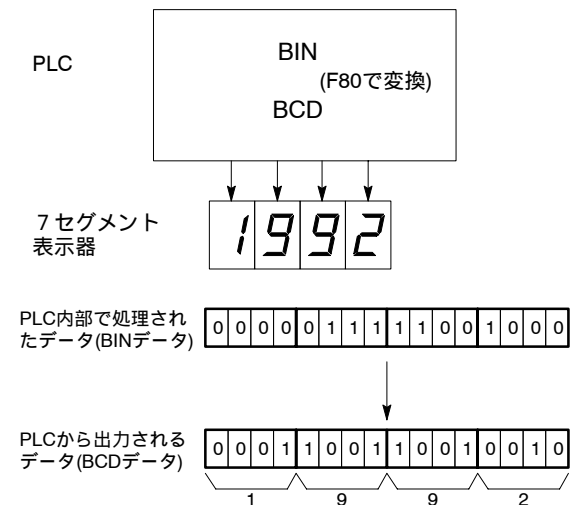 BIN
PLC
(F80で変換)
BCD
7セグメント
表示器
1992
PLC内部で処理され
たデータ(BINデータ)
0 0 0 0 0 1 1 1 1 1 0 0 1 0 0 0
PLCから出力される
データ(BCDデータ)
0 0 0 1 1 0 0 1 1 0 0 1 0 0 1 0
1 9 9 2